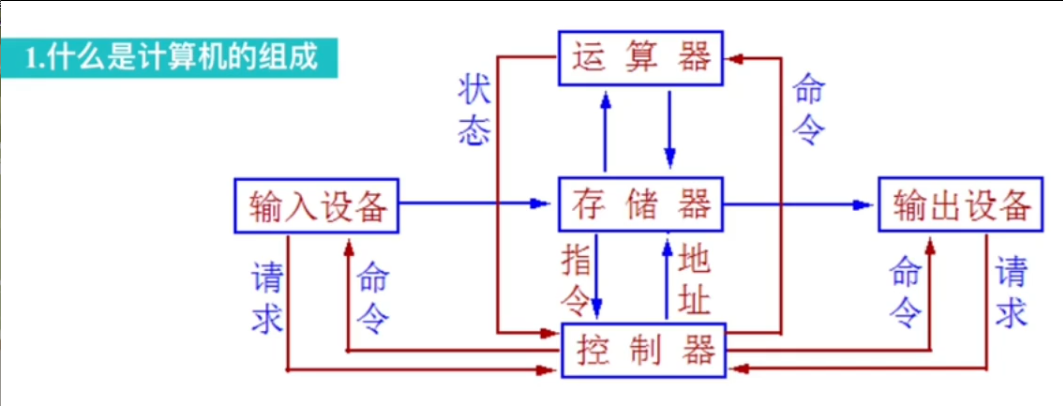 1.什么是计算机的组成
运算器
状态
命令
输入设备
存储器
输出设备
请求
命令
指令
地址
命令
请求
控制器